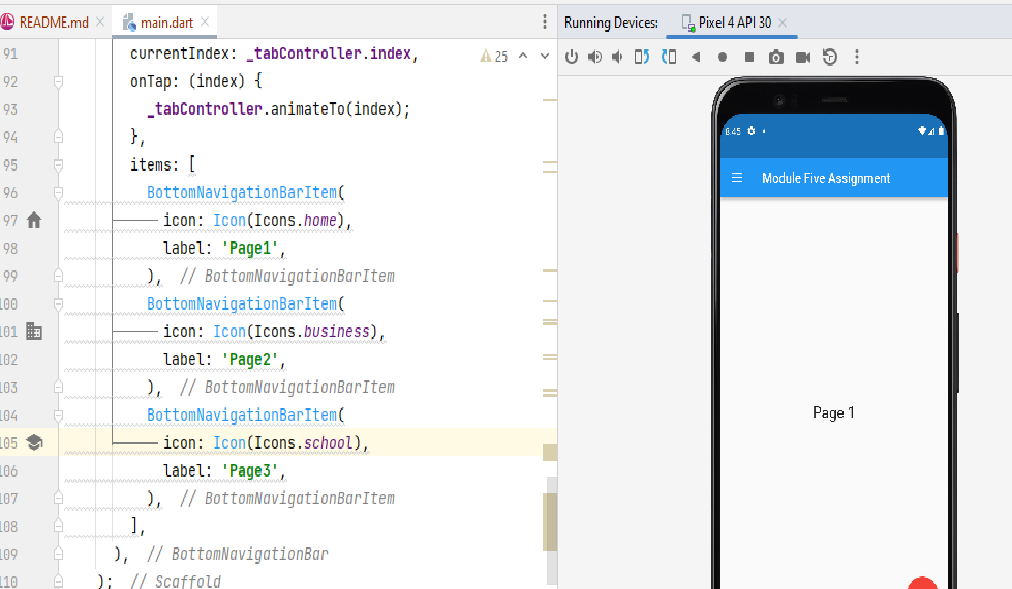 README.md main.dart Running Devices: Pixel 4 API 30
91 currentIndex: _tabController.index, 25
92 onTap: (index) {
93 _tabController.animateTo(index);
94 },
95 items: [
96 BottomNavigationBarItem(
97 icon: Icon(Icons.home),
98 label: 'Page1',
99 ), // BottomNavigationBarItem
100 BottomNavigationBarItem(
101 icon: Icon(Icons.business),
102 label: 'Page2',
103 ), // BottomNavigationBarItem
104 BottomNavigationBarItem(
105 icon: Icon(Icons.school),
106 label: 'Page3',
107 ), // BottomNavigationBarItem
108 ],
109 ), // BottomNavigationBar
110 ); // Scaffold
8:45
Module Five Assignment
Page 1